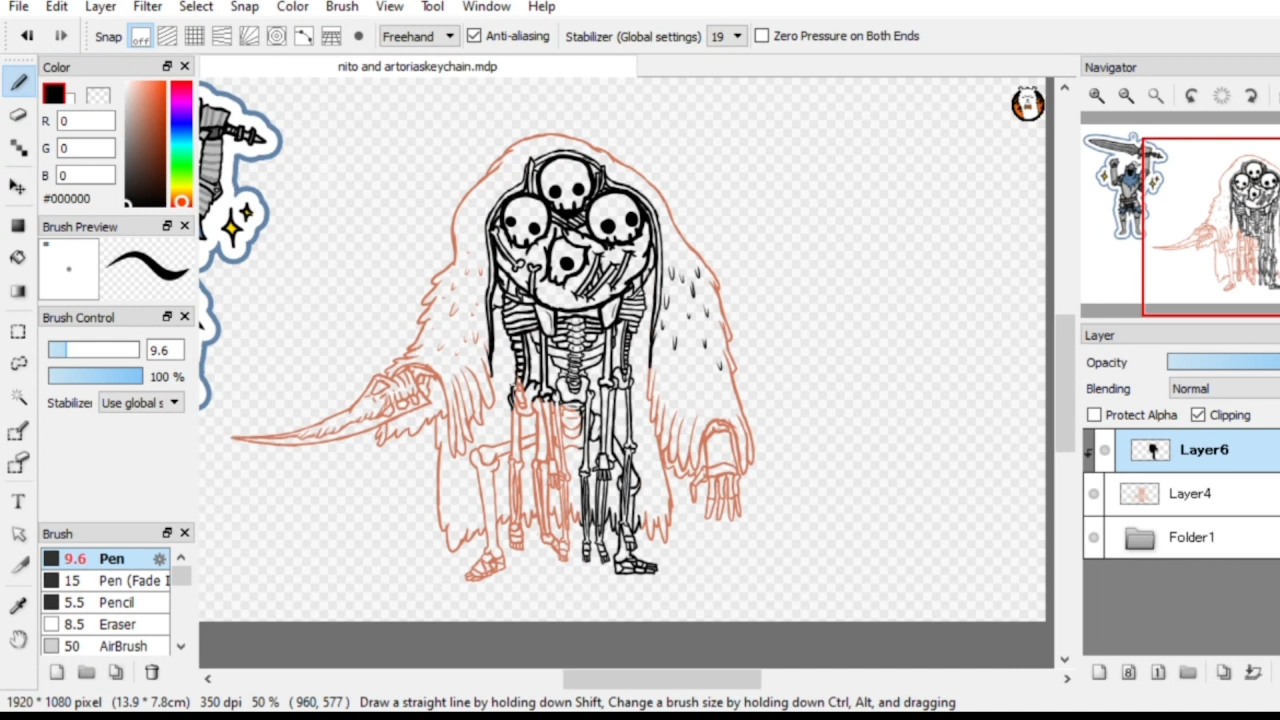 File Edit Layer Filter Select Snap Color Brush View Tool Window Help
Snap off Freehand Anti-aliasing Stabilizer (Global settings) 19 Zero Pressure on Both Ends
Color nito and artoriaskeychain.mdp Navigator
R 0
G 0
B 0
#000000
Brush Preview
Brush Control
9.6
100 %
Stabilizer Use global s
Layer
Opacity
Blending Normal
Protect Alpha Clipping
Layer6
Layer4
Folder1
Brush
9.6 Pen
15 Pen (Fade I
5.5 Pencil
8.5 Eraser
50 AirBrush
1920 * 1080 pixel (13.9 * 7.8cm) 350 dpi 50 % ( 960, 577 ) Draw a straight line by holding down Shift, Change a brush size by holding down Ctrl, Alt, and dragging